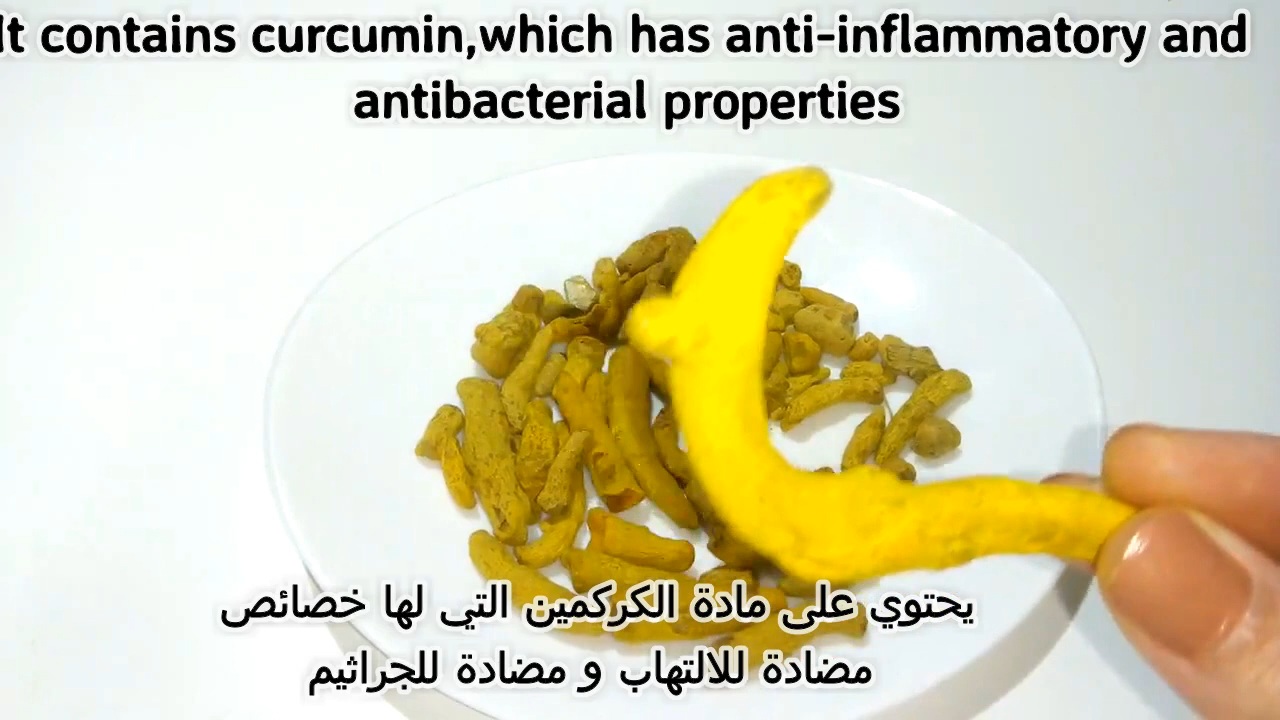 It contains curcumin,which has anti-inflammatory and
antibacterial properties
يحتوي على مادة الكركمين التي لها خصائص
مضادة للالتهاب و مضادة للجراثيم